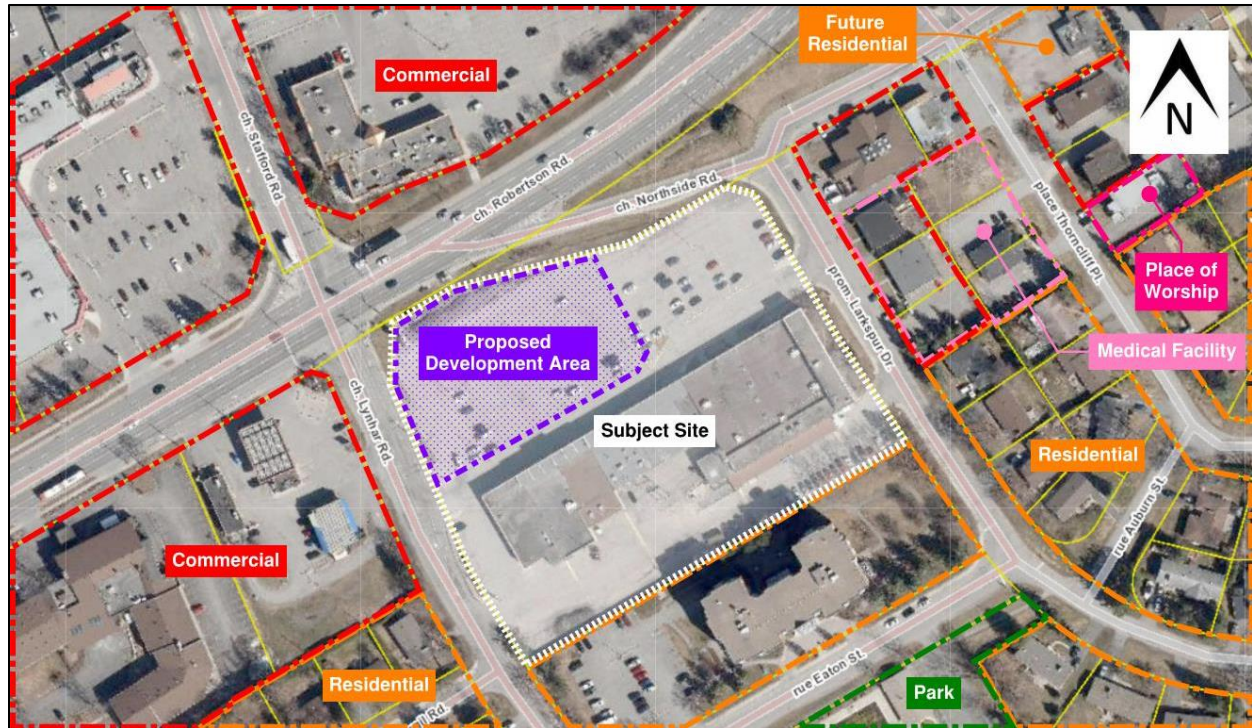 Future
Residential
Commercial
N
ch. Stafford Rd
ch. Robertson Rd.
ch. Northside Rd.
place Thorncliff Pl.
Place of
Worship
prom. Larkspur Dr.
Medical Facility
Proposed
Development Area
ch. Lynhar Rd.
Subject Site
Residential
rue Auburn St.
Commercial
Residential
Rd.
rue Eaton St.
Park